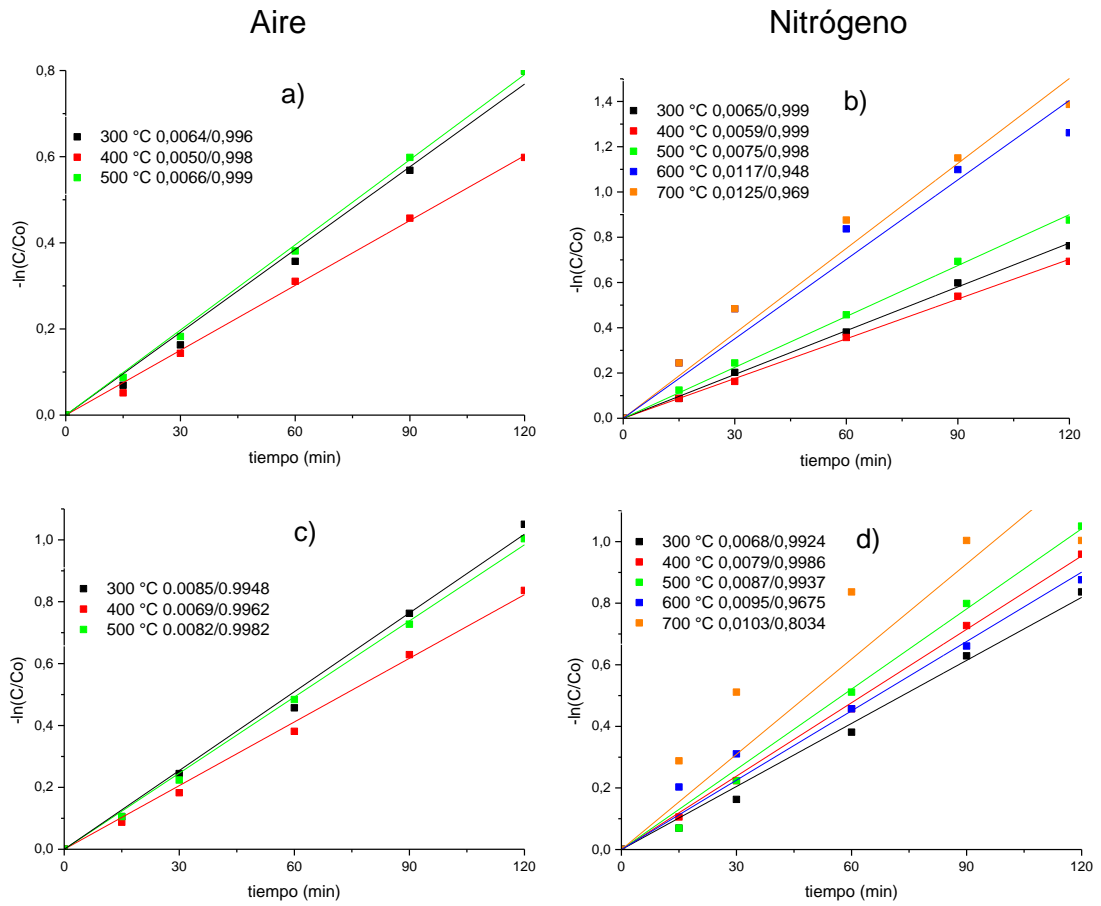 Aire
Nitrógeno
a)
300 °C 0,0064/0,996
400 °C 0,0050/0,998
500 °C 0,0066/0,999
0,8
0,6
0,4
0,2
0,0
-ln(C/Co)
0 30 60 90 120
tiempo (min)
b)
300 °C 0,0065/0,999
400 °C 0,0059/0,999
500 °C 0,0075/0,998
600 °C 0,0117/0,948
700 °C 0,0125/0,969
1,4
1,2
1,0
0,8
0,6
0,4
0,2
0,0
-ln(C/Co)
0 30 60 90 120
tiempo (min)
c)
300 °C 0.0085/0.9948
400 °C 0.0069/0.9962
500 °C 0.0082/0.9982
1,0
0,8
0,6
0,4
0,2
0,0
-ln(C/Co)
0 30 60 90 120
tiempo (min)
d)
300 °C 0,0068/0,9924
400 °C 0,0079/0,9986
500 °C 0,0087/0,9937
600 °C 0,0095/0,9675
700 °C 0,0103/0,8034
1,0
0,8
0,6
0,4
0,2
0,0
-ln(C/Co)
0 30 60 90 120
tiempo (min)